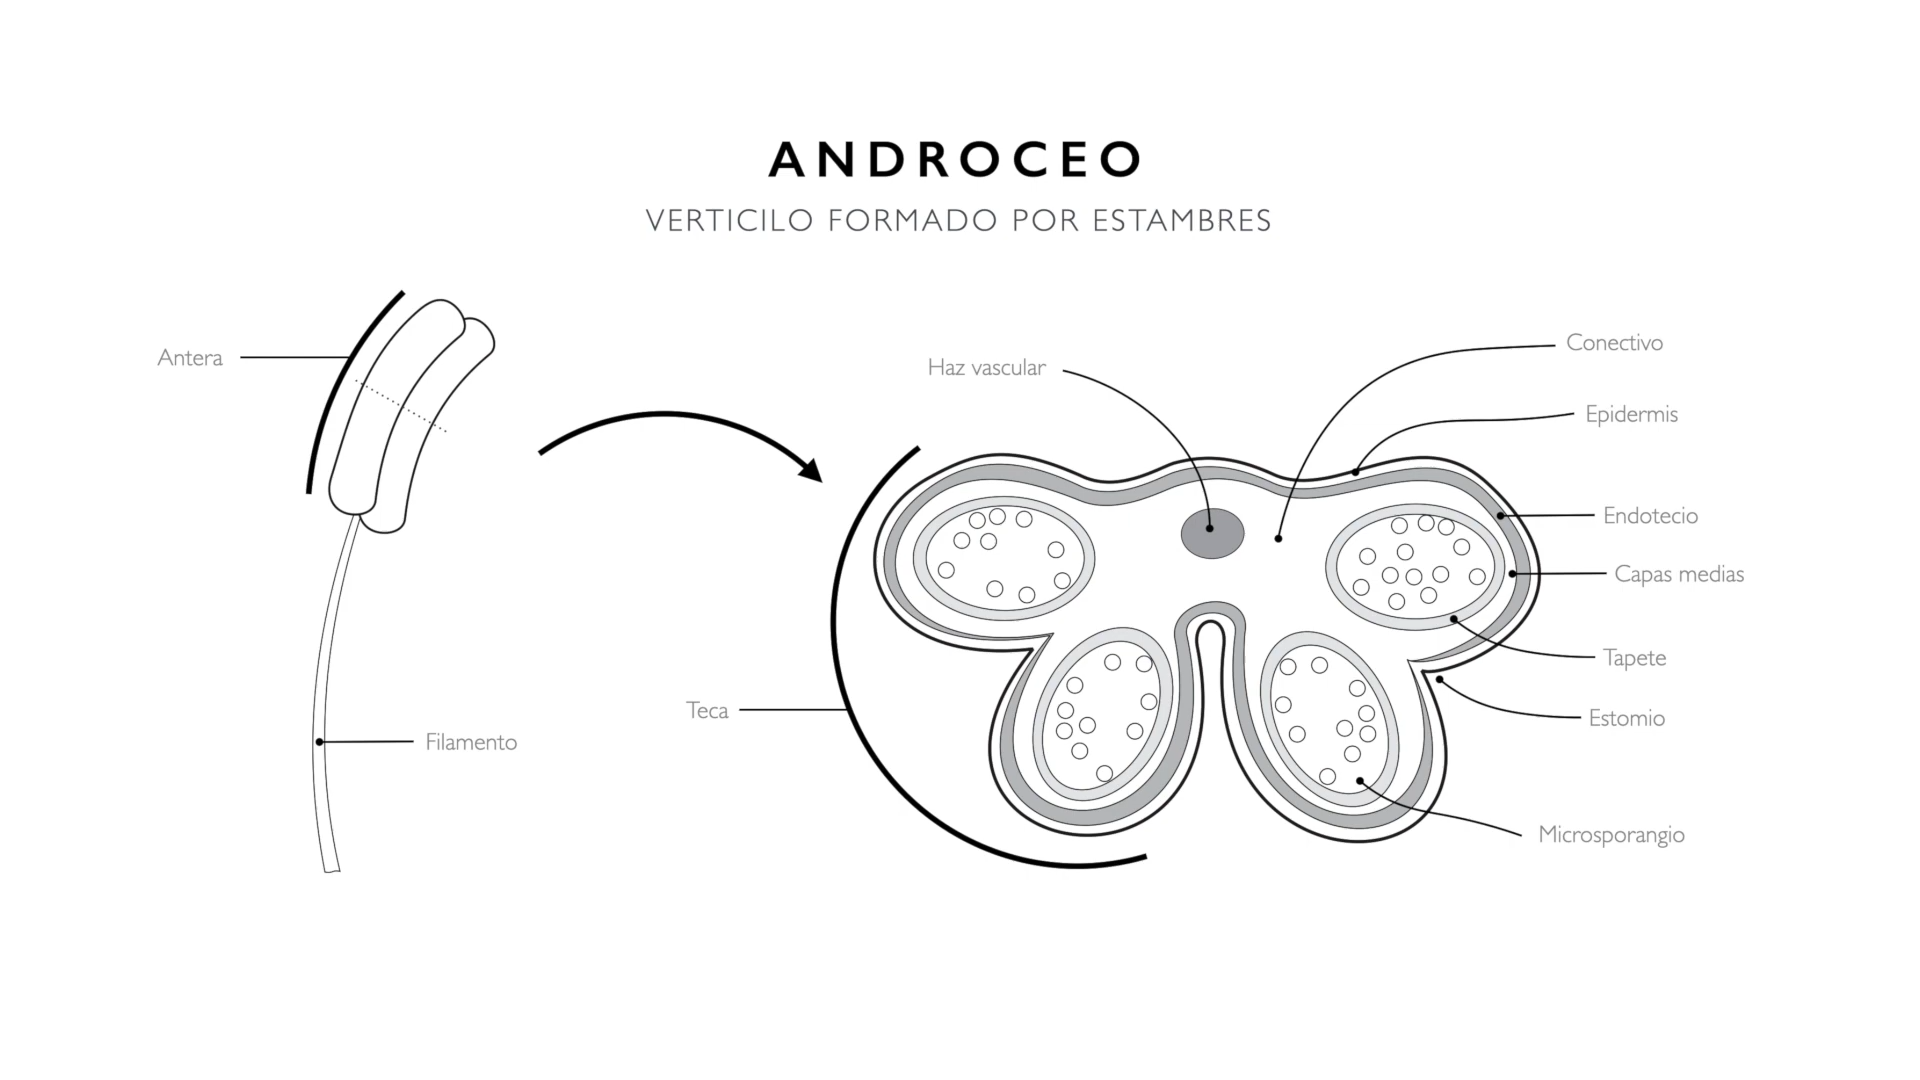 ANDROCEO
VERTICILO FORMADO POR ESTAMBRES
Antera
Filamento
Haz vascular
Teca
Conectivo
Epidermis
Endotecio
Capas medias
Tapete
Estomio
Microsporangio